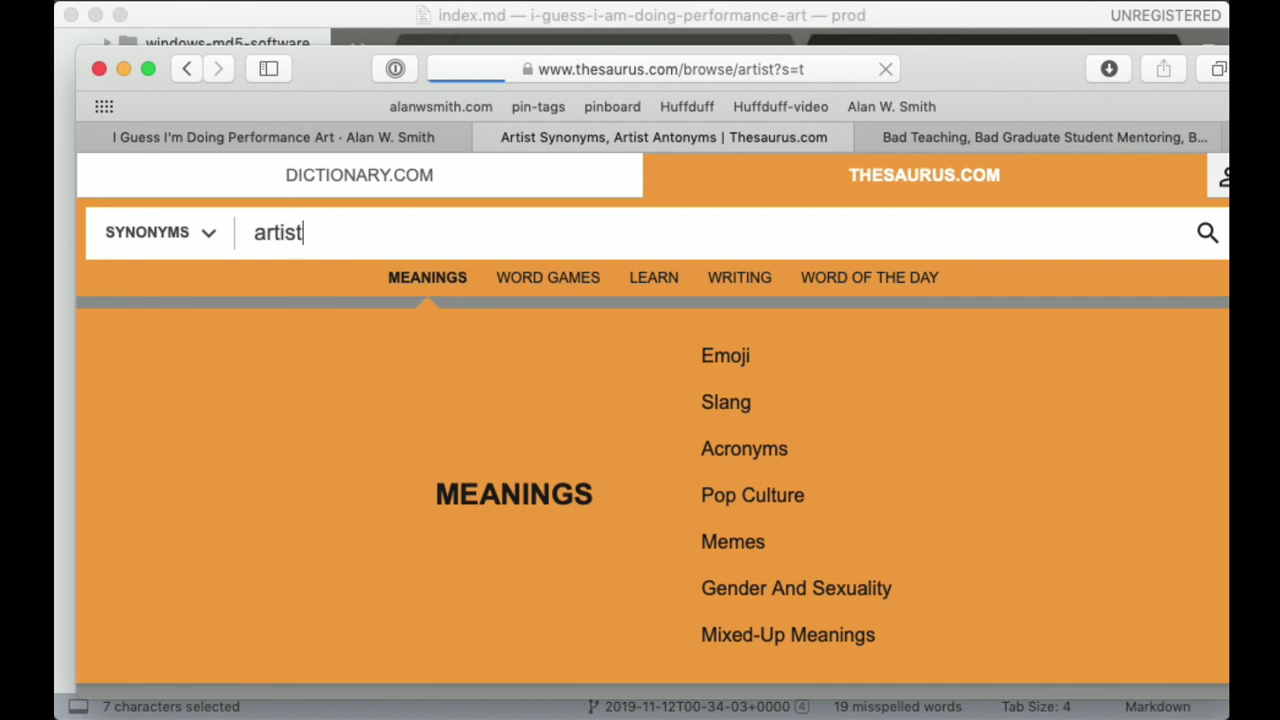 index.md — i-guess-i-am-doing-performance-art — prod
UNREGISTERED
windows-md5-software
www.thesaurus.com/browse/artist?s=t
alanwsmith.com pin-tags pinboard Huffduff Huffduff-video Alan W. Smith
I Guess I'm Doing Performance Art · Alan W. Smith
Artist Synonyms, Artist Antonyms | Thesaurus.com
Bad Teaching, Bad Graduate Student Mentoring, B...
DICTIONARY.COM
THESAURUS.COM
SYNONYMS
artist
MEANINGS WORD GAMES LEARN WRITING WORD OF THE DAY
MEANINGS
Emoji
Slang
Acronyms
Pop Culture
Memes
Gender And Sexuality
Mixed-Up Meanings
7 characters selected
2019-11-12T00-34-03+0000 4
19 misspelled words
Tab Size: 4
Markdown